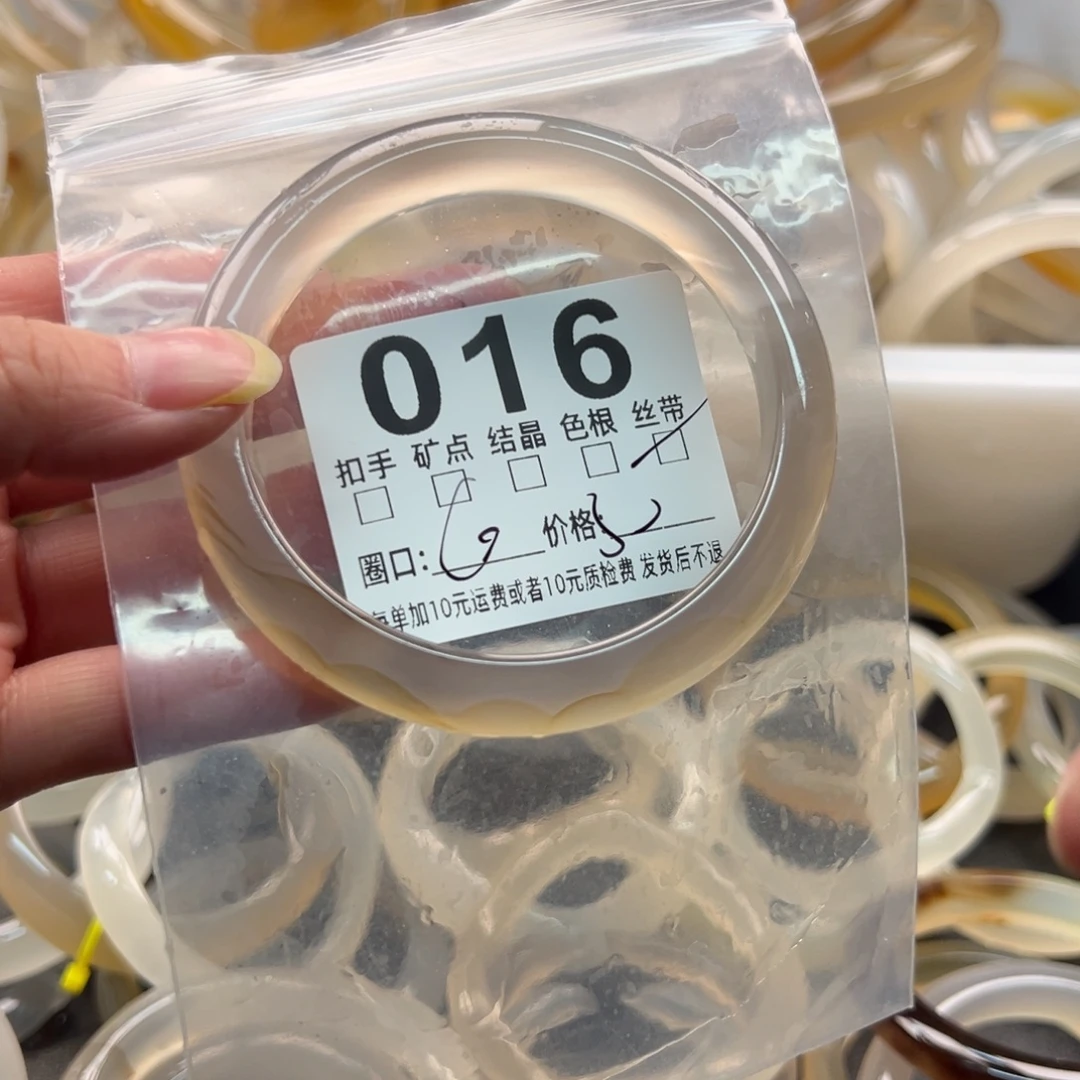 016
扣手 矿点 结晶 色根 丝带
圈口: 价格:
每单加10元运费或者10元质检费 发货后不退